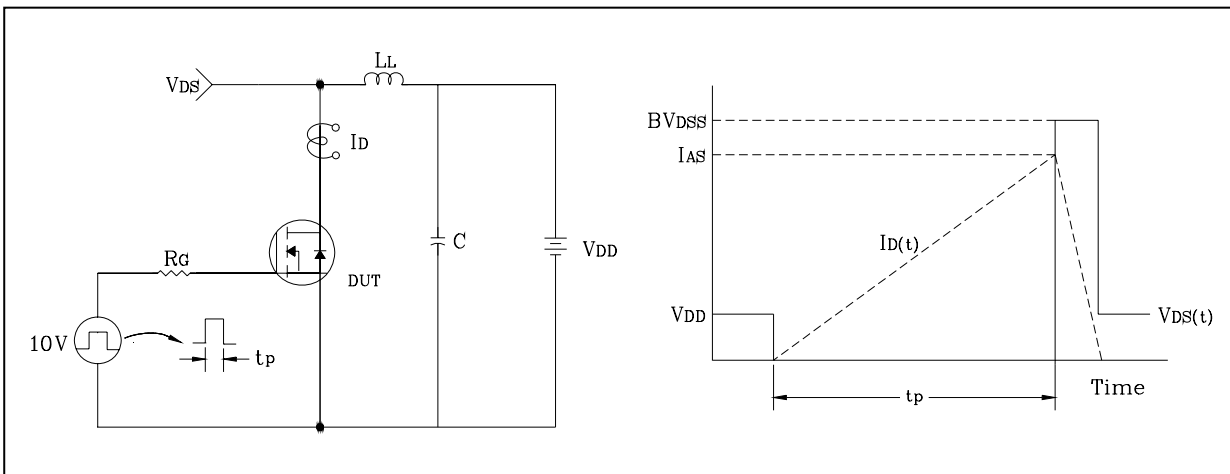 VDS
LL
ID
RG
DUT
C
VDD
10V
tp
BVDSS
IAS
ID(t)
VDD
VDS(t)
tp
Time